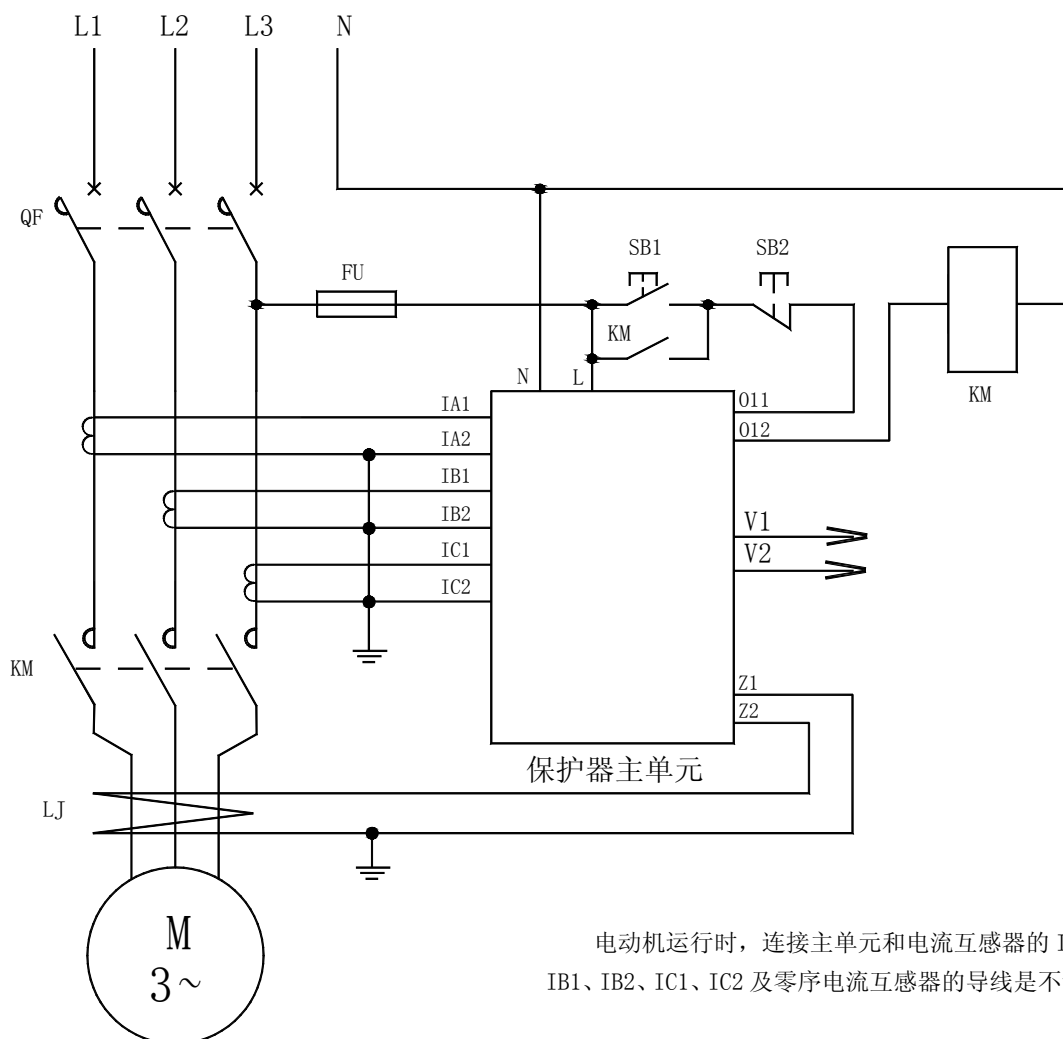 L1 L2 L3 N
QF
FU
SB1 SB2
KM
KM
N L
IA1
IA2
IB1
IB2
IC1
IC2
O11
O12
V1
V2
KM
Z1
Z2
保护器主单元
LJ
M
3~
电动机运行时，连接主单元和电流互感器的 I
IB1、IB2、IC1、IC2 及零序电流互感器的导线是不